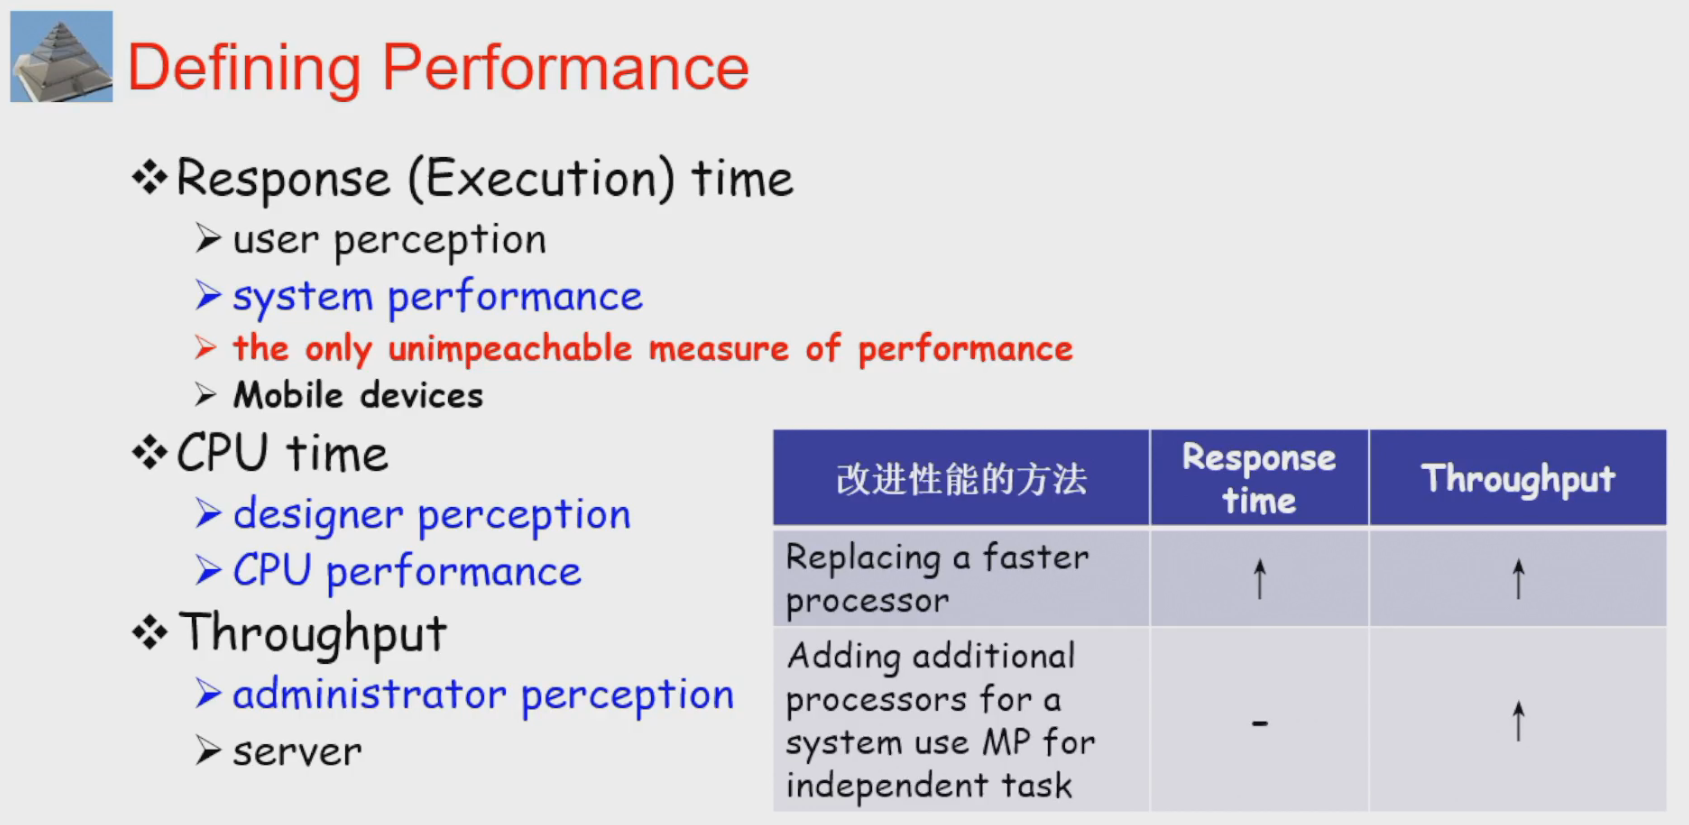 Defining Performance
❖Response (Execution) time
➢user perception
➢system performance
➢the only unimpeachable measure of performance
➢Mobile devices
❖CPU time
➢designer perception
➢CPU performance
❖Throughput
➢administrator perception
➢server
改进性能的方法
Response
time
Throughput
Replacing a faster
processor
↑
↑
Adding additional
processors for a
system use MP for
independent task
-
↑